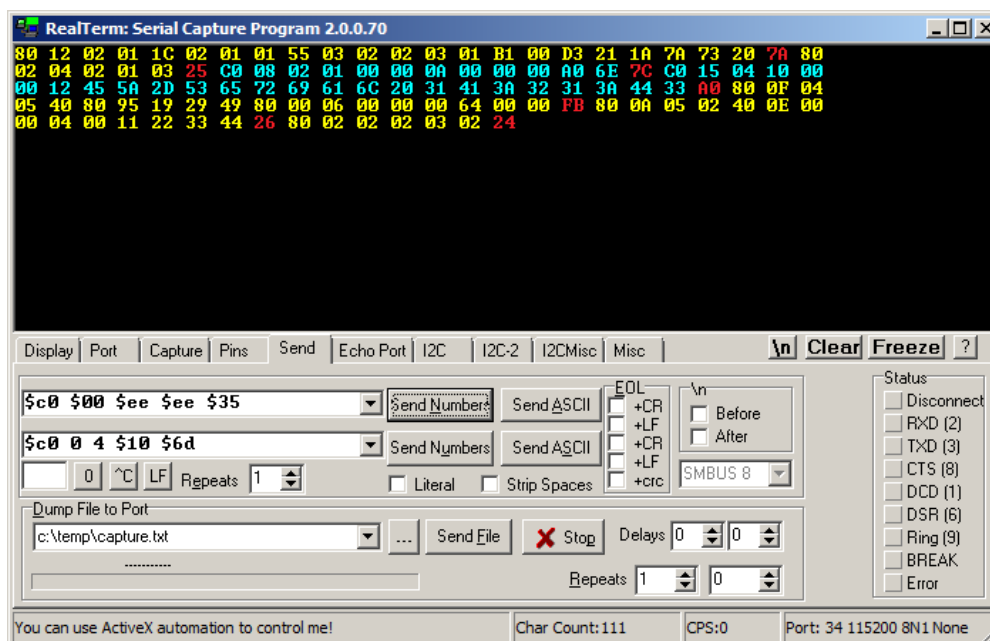 RealTerm: Serial Capture Program 2.0.0.70
80 12 02 01 1C 02 01 01 55 03 02 02 03 01 B1 00 D3 21 1A 7A 73 20 7A 80
02 04 02 01 03 25 C0 08 02 01 00 00 0A 00 00 00 A0 6E 7C C0 15 04 10 00
00 12 45 5A 2D 53 65 72 69 61 6C 20 31 41 3A 32 31 3A 44 33 A0 80 0F 04
05 40 80 95 19 29 49 80 00 06 00 00 00 64 00 00 FB 80 0A 05 02 40 0E 00
00 04 00 11 22 33 44 26 80 02 02 02 03 02 24
Display Port Capture Pins Send Echo Port I2C I2C-2 I2CMisc Misc \n Clear Freeze ?
$c0 $00 $ee $ee $35 Send Numbers Send ASCII
$c0 0 4 $10 $6d Send Numbers Send ASCII
0 ^C LF Repeats 1 Literal Strip Spaces
EOL
+CR
+LF
+CR
+LF
+crc
\n
Before
After
SMBUS 8
Dump File to Port
c:\temp\capture.txt ... Send File Stop Delays 0 0
Repeats 1 0
Status
Disconnect
RXD (2)
TXD (3)
CTS (8)
DCD (1)
DSR (6)
Ring (9)
BREAK
Error
You can use ActiveX automation to control me! Char Count:111 CPS:0 Port: 34 115200 8N1 None